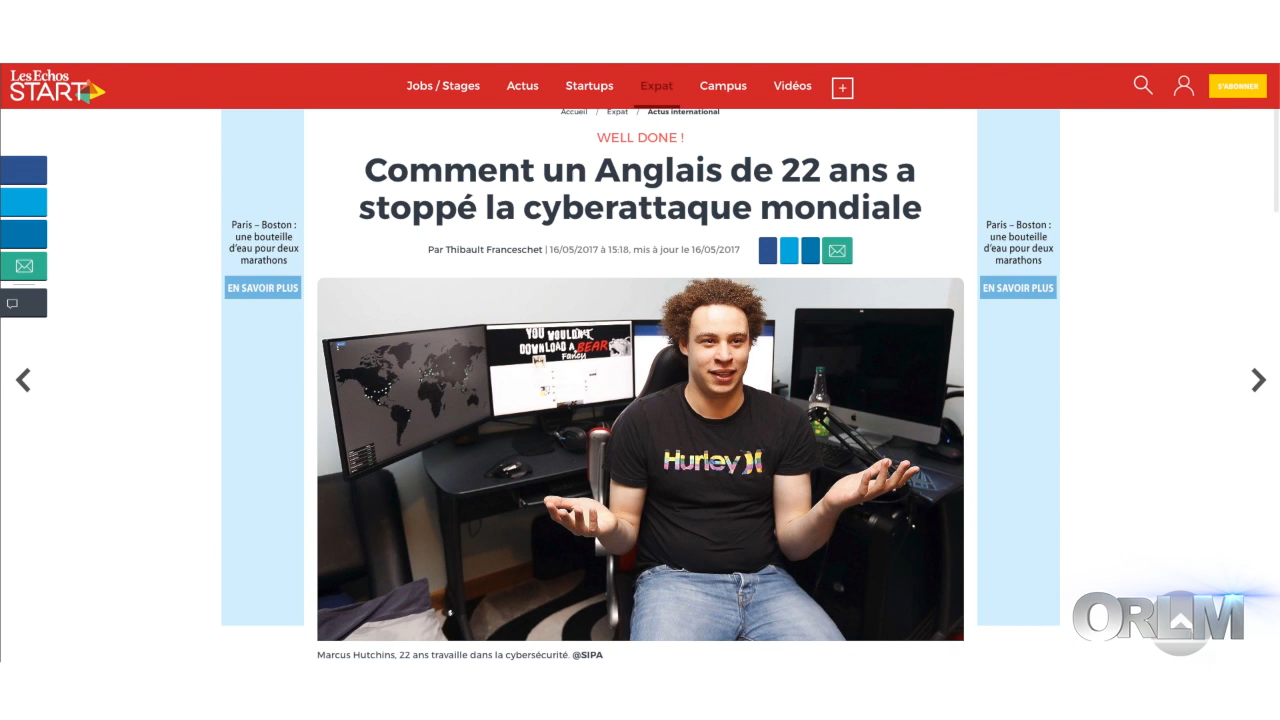 Les Echos
START
Jobs / Stages
Actus
Startups
Expat
Campus
Vidéos
+
S'ABONNER
Accueil / Expat / Actus international
WELL DONE !
Comment un Anglais de 22 ans a
stoppé la cyberattaque mondiale
Par Thibault Franceschet | 16/05/2017 à 15:18, mis à jour le 16/05/2017
Paris – Boston :
une bouteille
d'eau pour deux
marathons
EN SAVOIR PLUS
Paris – Boston :
une bouteille
d'eau pour deux
marathons
EN SAVOIR PLUS
YOU WOULDN'T
DOWNLOAD A BEAR
Fancy
Hurley
ORLM
Marcus Hutchins, 22 ans travaille dans la cybersécurité. @SIPA